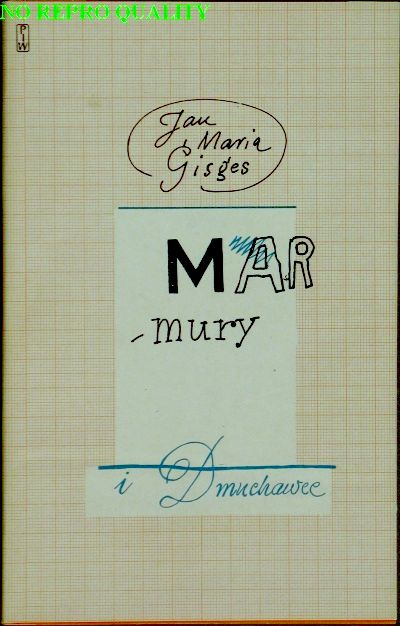 NO REPRO QUALITY
PIW
Jan
Maria
Gisges
MAR
-mury
i Dmuchawce